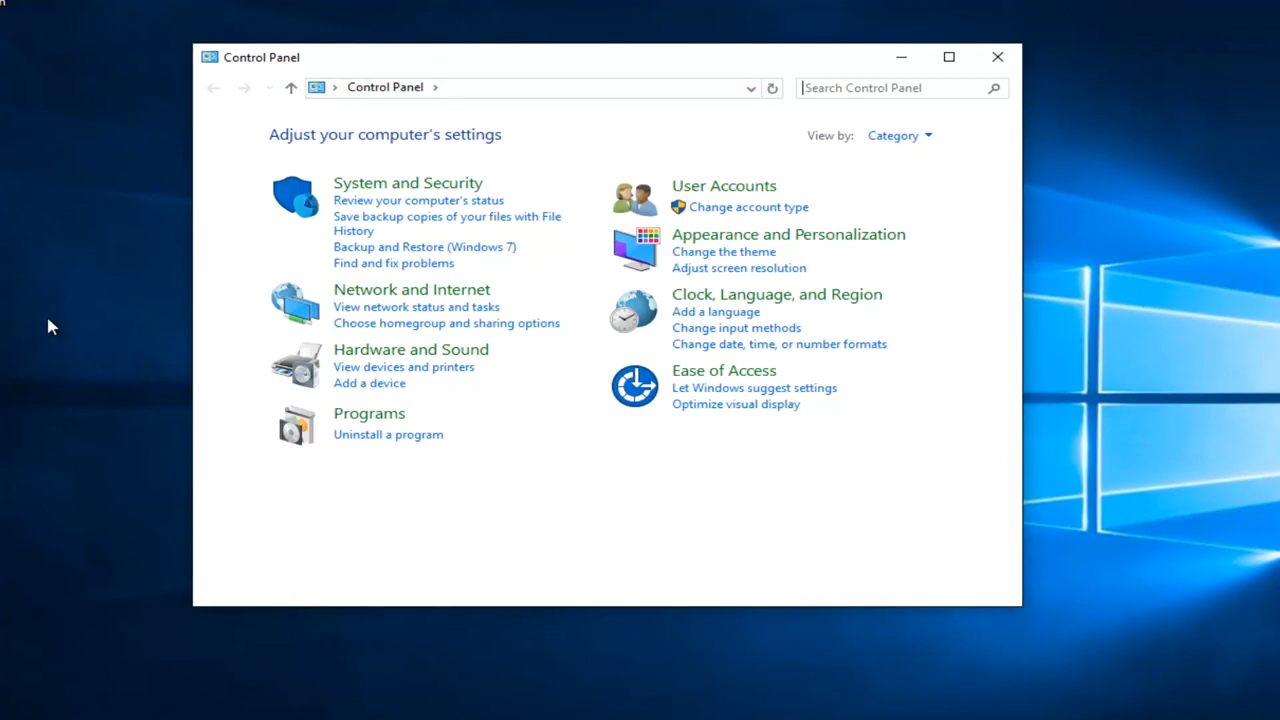 n
Control Panel
Control Panel
Search Control Panel
Adjust your computer's settings
View by: Category
System and Security
Review your computer's status
Save backup copies of your files with File
History
Backup and Restore (Windows 7)
Find and fix problems
Network and Internet
View network status and tasks
Choose homegroup and sharing options
Hardware and Sound
View devices and printers
Add a device
Programs
Uninstall a program
User Accounts
Change account type
Appearance and Personalization
Change the theme
Adjust screen resolution
Clock, Language, and Region
Add a language
Change input methods
Change date, time, or number formats
Ease of Access
Let Windows suggest settings
Optimize visual display